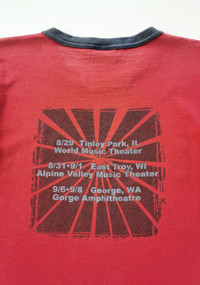 8/29 Tinley Park, IL
World Music Theater
8/31-9/1 East Troy, WI
Alpine Valley Music Theater
9/6-9/8 George, WA
Gorge Amphitheatre